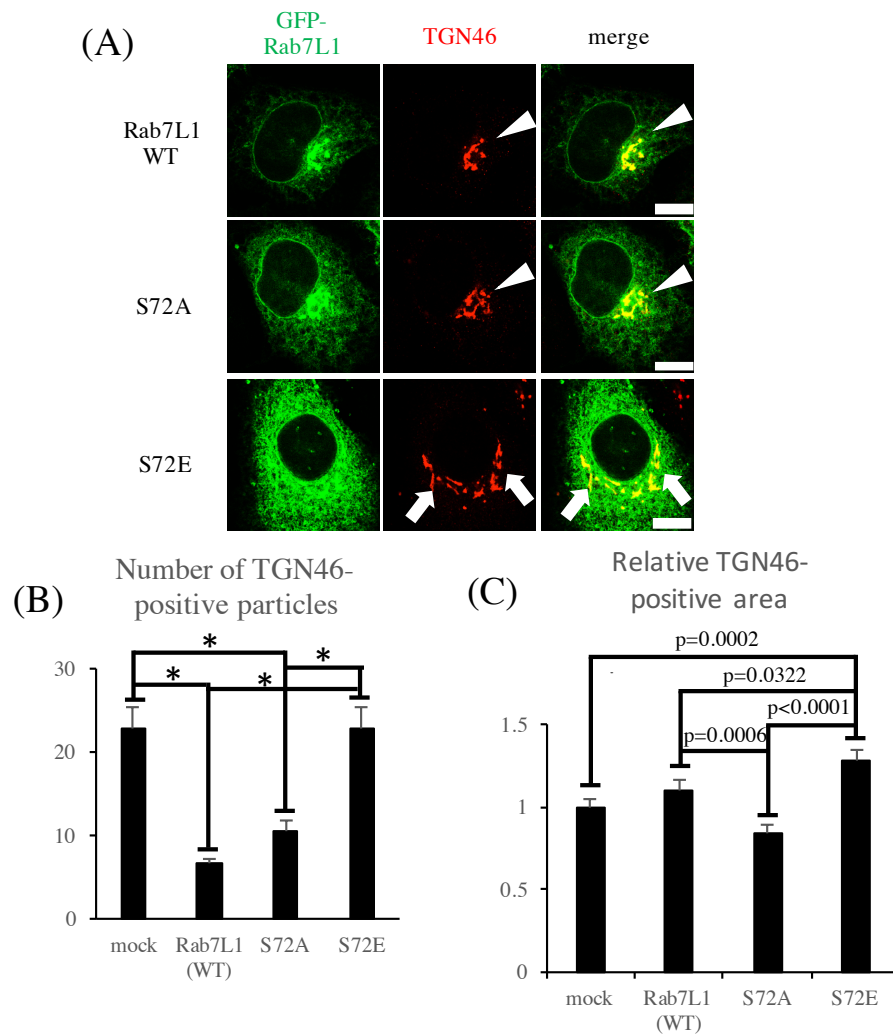 (A)
GFP-
Rab7L1
TGN46
merge
Rab7L1
WT
S72A
S72E
(B)
Number of TGN46-
positive particles
*
*
*
*
30
20
10
0
mock
Rab7L1
(WT)
S72A
S72E
(C)
Relative TGN46-
positive area
p=0.0002
p=0.0322
p<0.0001
p=0.0006
1.5
1
0.5
0
mock
Rab7L1
(WT)
S72A
S72E